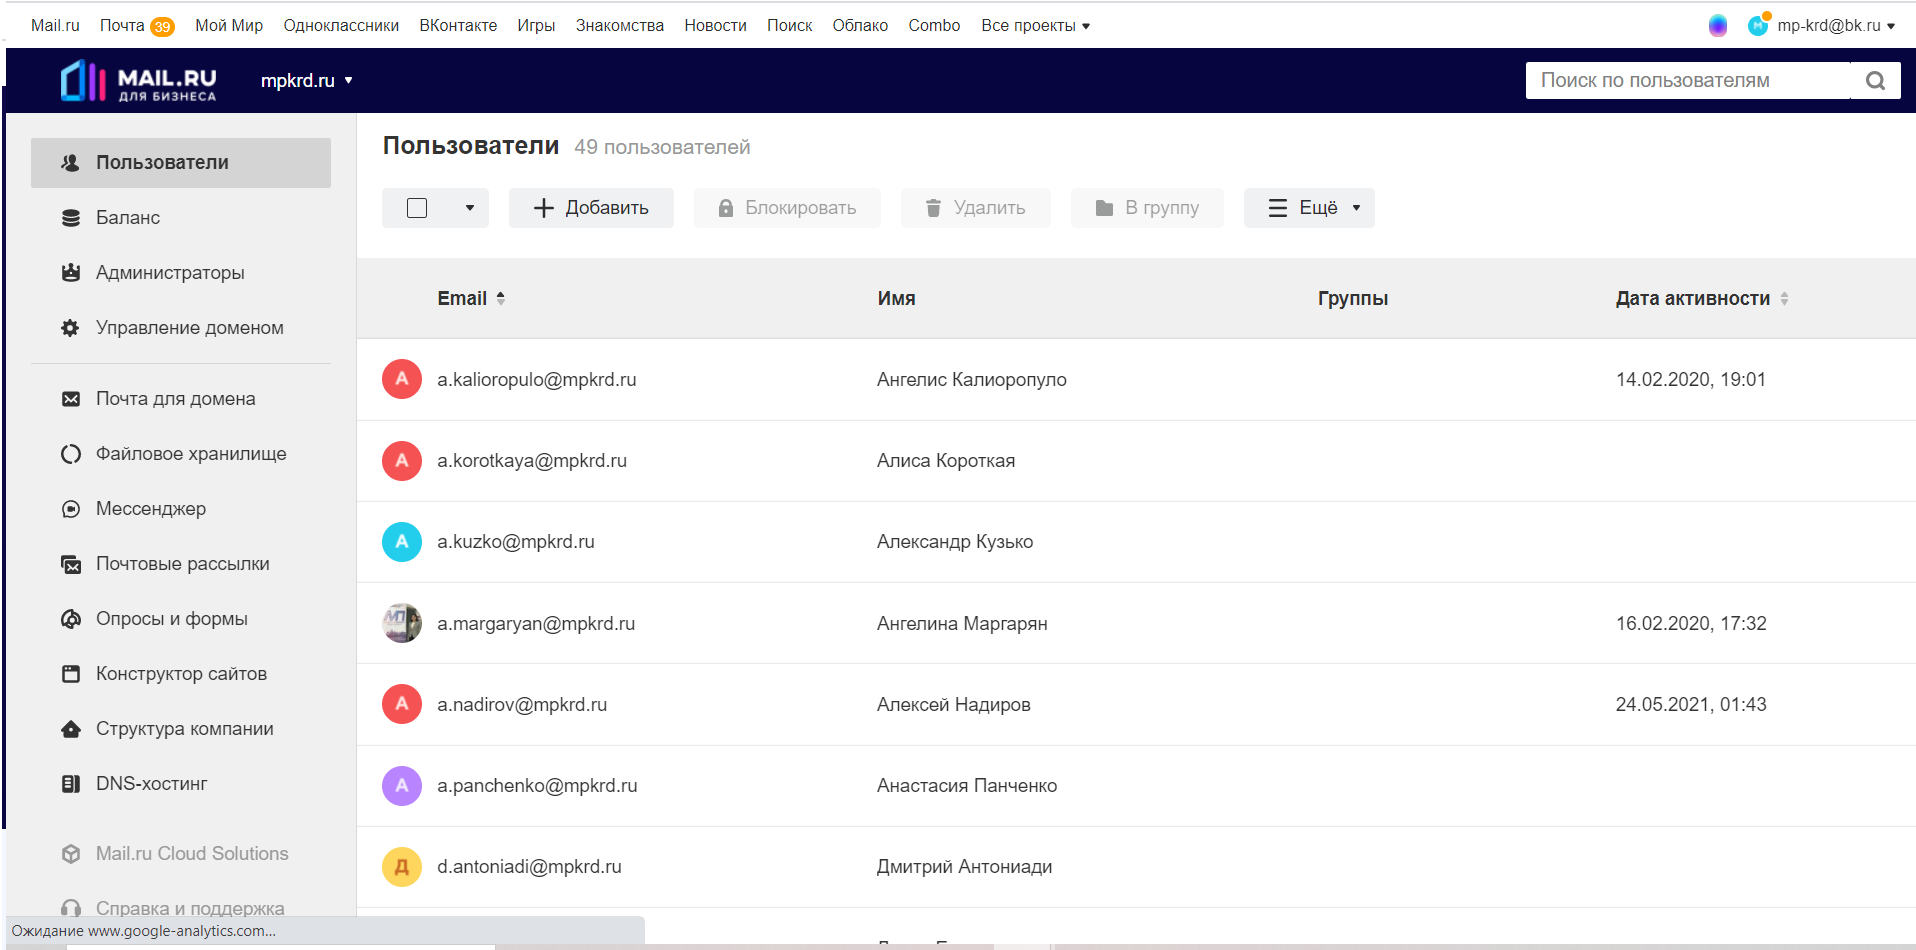 Mail.ru Почта 39 Мой Мир Одноклассники ВКонтакте Игры Знакомства Новости Поиск Облако Combo Все проекты mp-krd@bk.ru
MAIL.RU
ДЛЯ БИЗНЕСА
mpkrd.ru
Поиск по пользователям
Пользователи
Баланс
Администраторы
Управление доменом
Почта для домена
Файловое хранилище
Мессенджер
Почтовые рассылки
Опросы и формы
Конструктор сайтов
Структура компании
DNS-хостинг
Mail.ru Cloud Solutions
Справка и поддержка
Пользователи 49 пользователей
Добавить Блокировать Удалить В группу Ещё
Email Имя Группы Дата активности
А a.kalioropulo@mpkrd.ru Ангелис Калиоропуло 14.02.2020, 19:01
А a.korotkaya@mpkrd.ru Алиса Короткая
А a.kuzko@mpkrd.ru Александр Кузько
МП a.margaryan@mpkrd.ru Ангелина Маргарян 16.02.2020, 17:32
А a.nadirov@mpkrd.ru Алексей Надиров 24.05.2021, 01:43
А a.panchenko@mpkrd.ru Анастасия Панченко
Д d.antoniadi@mpkrd.ru Дмитрий Антониади
Ожидание www.google-analytics.com...